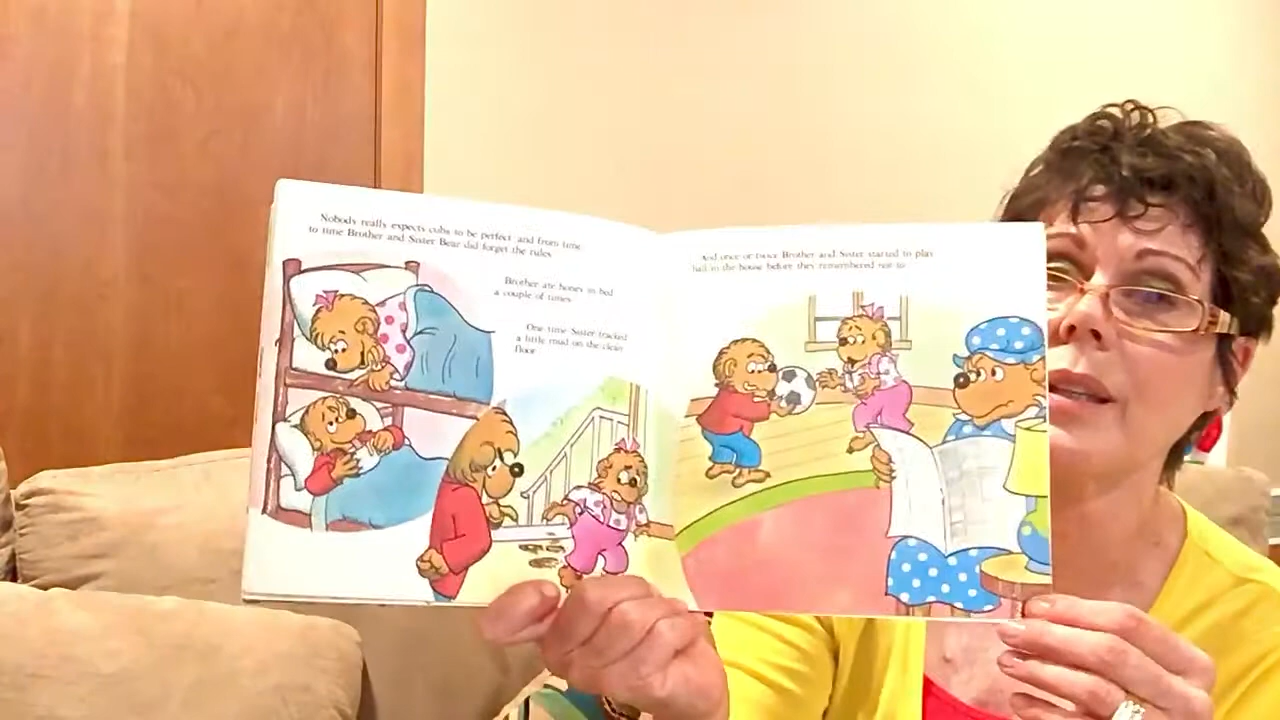 Nobody really expects cubs to be perfect and from time
to time Brother and Sister Bear did forget the rules
Brother ate honey in bed
a couple of times
One time Sister tracked
a little mud on the clean
floor
And once or twice Brother and Sister started to play
ball in the house before they remembered not to